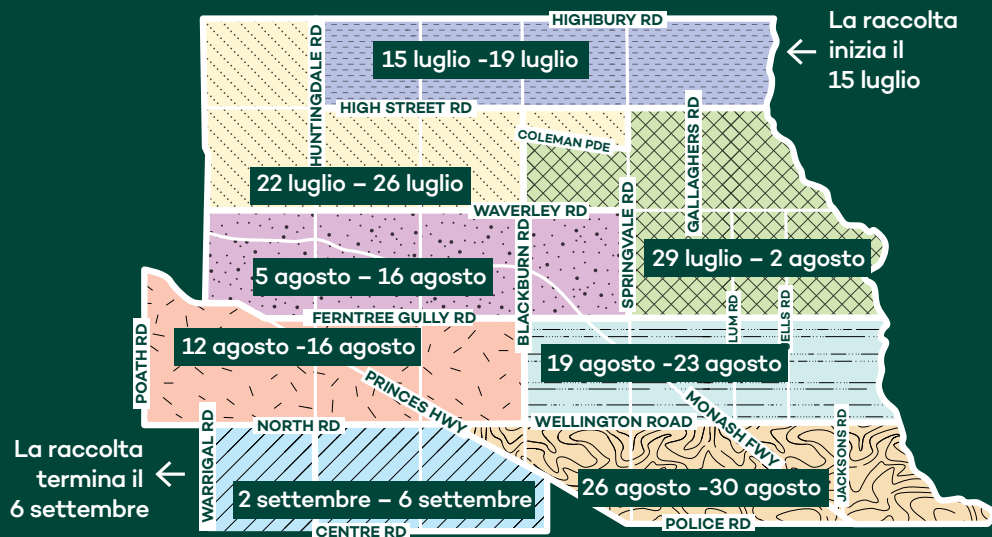 HIGHBURY RD
La raccolta
inizia il
15 luglio
HUNTINGDALE RD
15 luglio -19 luglio
HIGH STREET RD
GALLAGHERS RD
COLEMAN PDE
22 luglio – 26 luglio
SPRINGVALE RD
WAVERLEY RD
BLACKBURN RD
29 luglio – 2 agosto
5 agosto – 16 agosto
LUM RD
JELLS RD
FERNTREE GULLY RD
POATH RD
12 agosto -16 agosto
19 agosto -23 agosto
PRINCES HWY
MONASH FWY
WARRIGAL RD
NORTH RD
WELLINGTON ROAD
JACKSONS RD
La raccolta
termina il
6 settembre
2 settembre – 6 settembre
26 agosto -30 agosto
POLICE RD
CENTRE RD